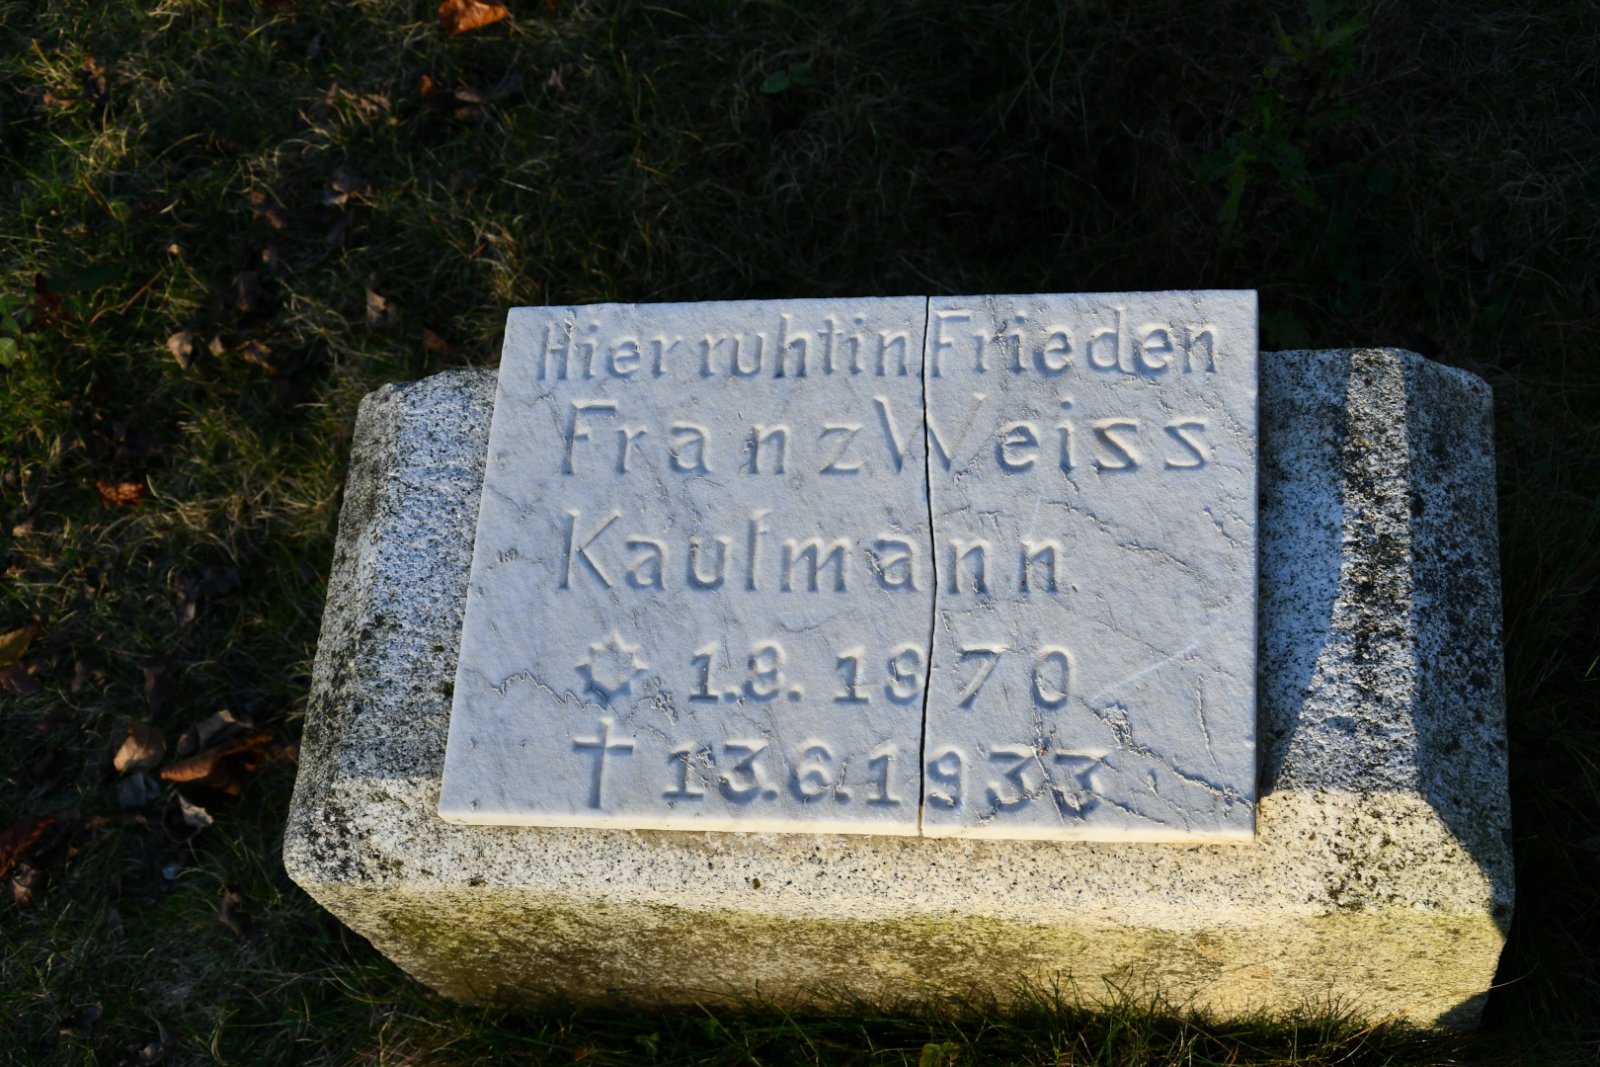 Hier ruht in Frieden
Franz Weiss
Kaufmann
1.8.1870
† 13.6.1933